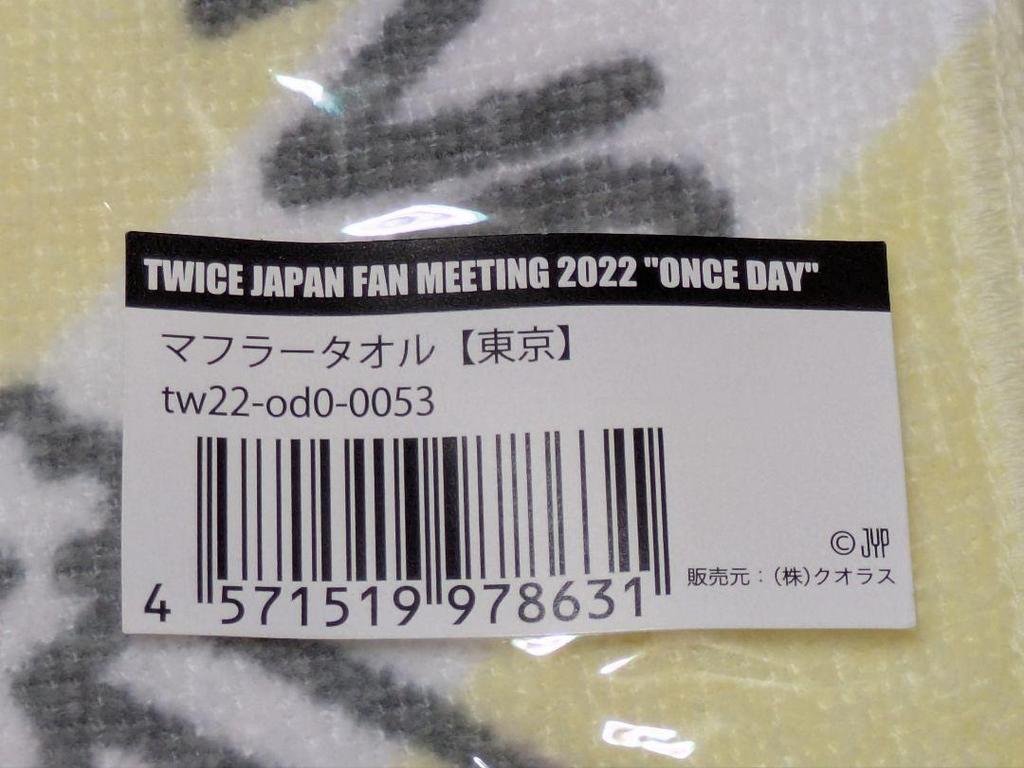 TWICE JAPAN FAN MEETING 2022 "ONCE DAY"
マフラータオル【東京】
tw22-od0-0053
4 571519 978631
© JYP
販売元：(株)クオラス